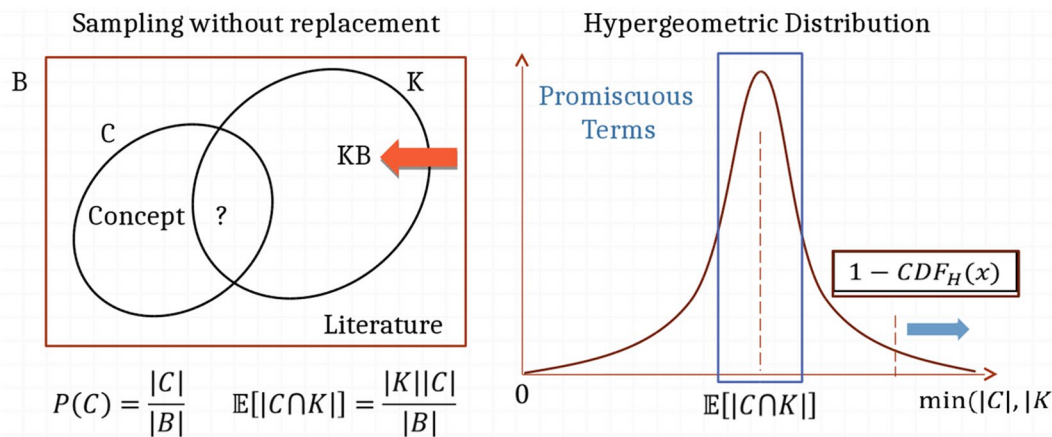 Sampling without replacement
B
K
C
KB
Concept
?
Literature
P(C) = |C| / |B|
𝔼[|C∩K|] = |K||C| / |B|
Hypergeometric Distribution
Promiscuous
Terms
1 − CDF_H(x)
0
𝔼[|C∩K|]
min(|C|, |K